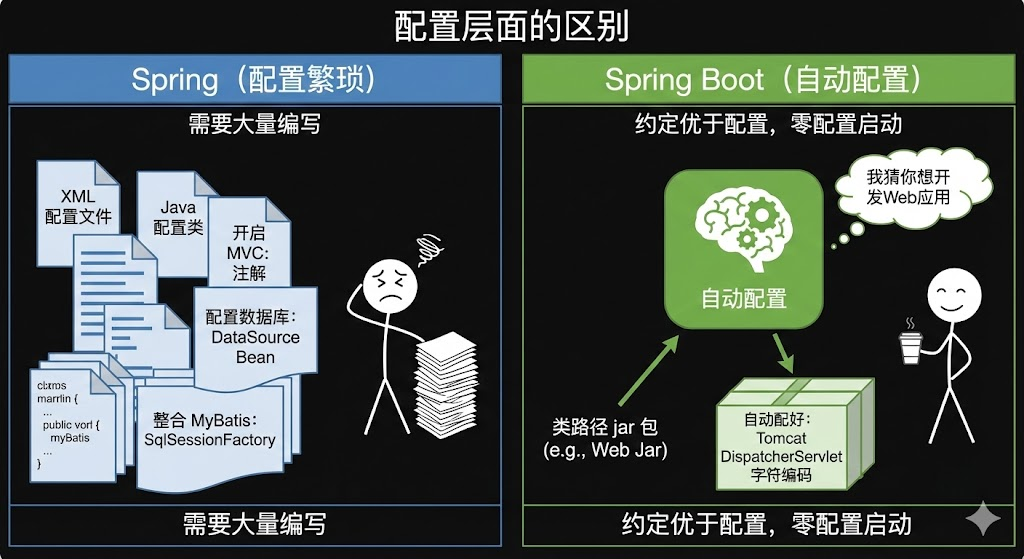 配置层面的区别
Spring（配置繁琐）
需要大量编写
XML
配置文件
Java
配置类
开启
MVC:
注解
配置数据库：
DataSource
Bean
整合 MyBatis：
SqlSessionFactory
marrlin {
...
public vorl {
myBatis
...
}
需要大量编写
Spring Boot（自动配置）
约定优于配置，零配置启动
我猜你想开
发Web应用
自动配置
类路径 jar 包
(e.g., Web Jar)
自动配好：
Tomcat
DispatcherServlet
字符编码
约定优于配置，零配置启动